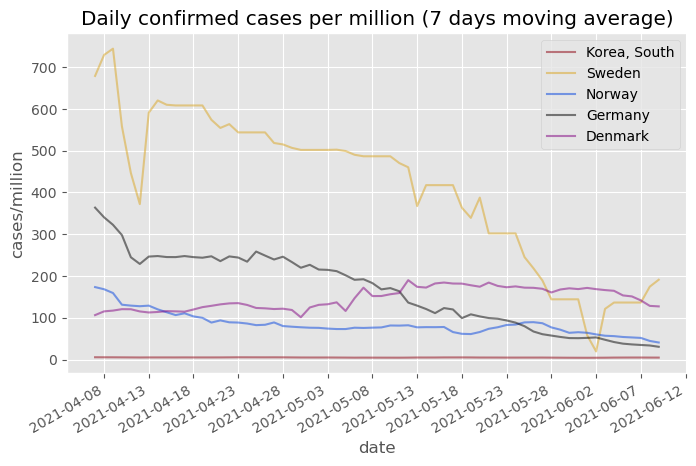 Daily confirmed cases per million (7 days moving average)
Korea, South
Sweden
Norway
Germany
Denmark
cases/million
700
600
500
400
300
200
100
0
2021-04-08
2021-04-13
2021-04-18
2021-04-23
2021-04-28
2021-05-03
2021-05-08
2021-05-13
2021-05-18
2021-05-23
2021-05-28
2021-06-02
2021-06-07
2021-06-12
date